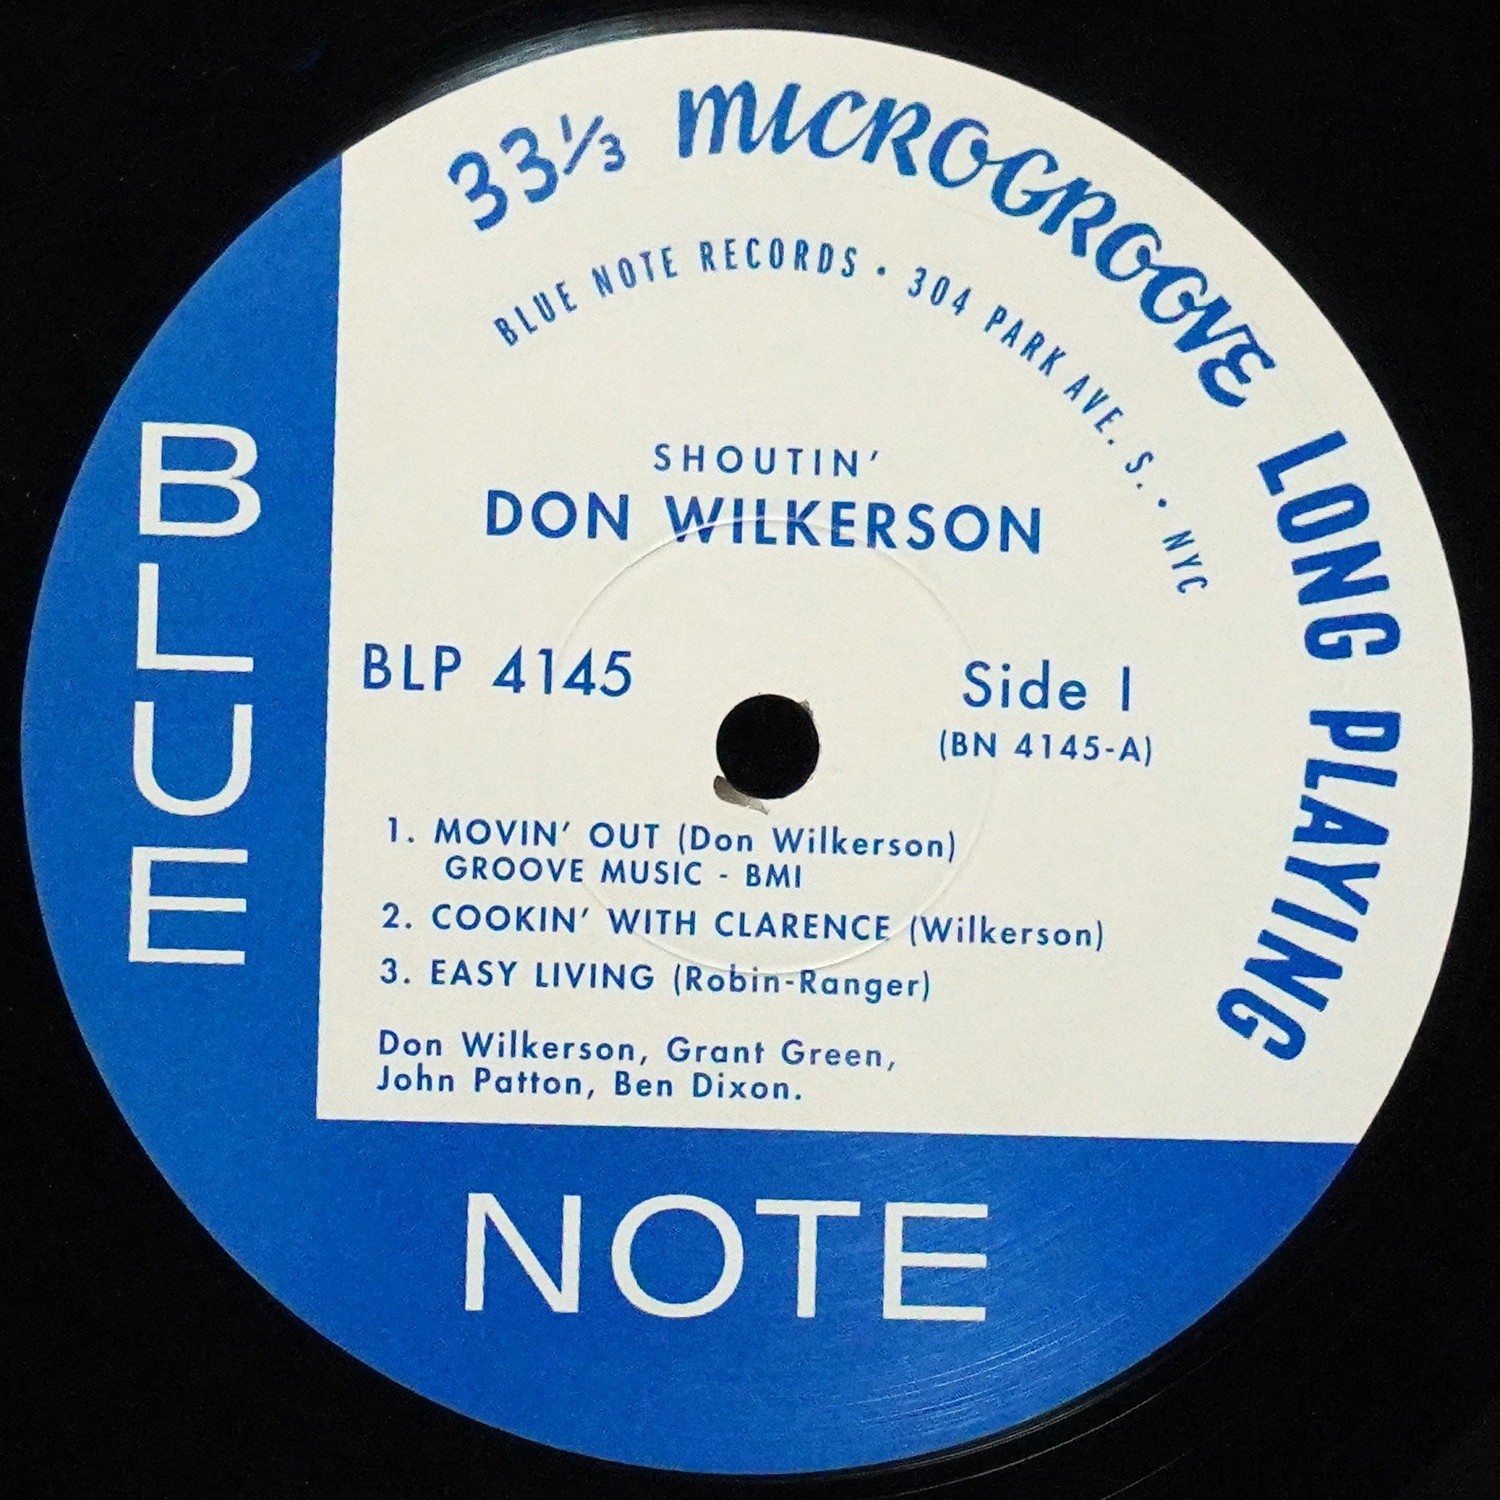 33⅓ MICROGROOVE LONG PLAYING
BLUE NOTE RECORDS • 304 PARK AVE. S. • NYC
SHOUTIN'
DON WILKERSON
BLP 4145
Side 1
(BN 4145-A)
1. MOVIN' OUT (Don Wilkerson)
GROOVE MUSIC - BMI
2. COOKIN' WITH CLARENCE (Wilkerson)
3. EASY LIVING (Robin-Ranger)
Don Wilkerson, Grant Green,
John Patton, Ben Dixon.
BLUE
NOTE